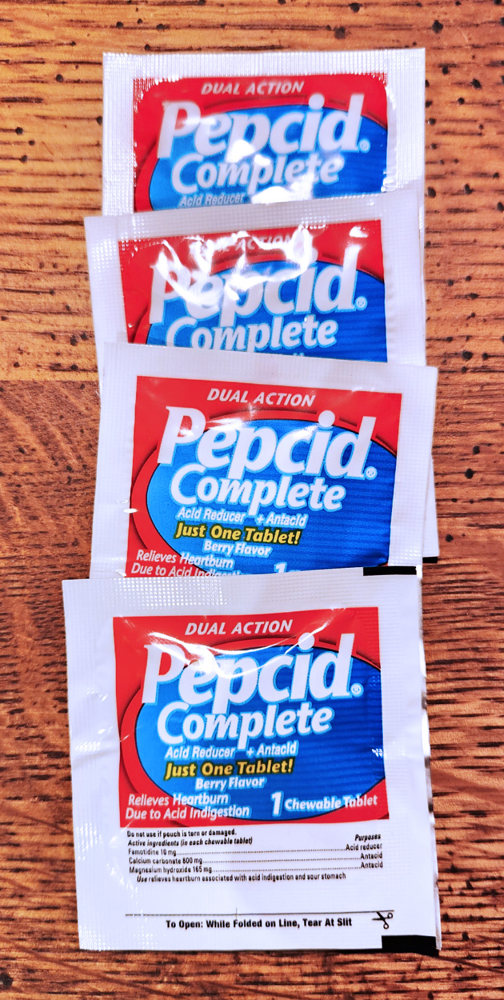 DUAL ACTION
Pepcid®
Complete
Acid Reducer
DUAL ACTION
Pepcid®
Complete
DUAL ACTION
Pepcid®
Complete
Acid Reducer + Antacid
Just One Tablet!
Berry Flavor
Relieves Heartburn
Due to Acid Indigestion
1
DUAL ACTION
Pepcid®
Complete
Acid Reducer + Antacid
Just One Tablet!
Berry Flavor
Relieves Heartburn
Due to Acid Indigestion
1 Chewable Tablet
Do not use if pouch is torn or damaged.
Active ingredients (in each chewable tablet) Purposes
Famotidine 10 mg....................Acid reducer
Calcium carbonate 800 mg....................Antacid
Magnesium hydroxide 165 mg....................Antacid
Use relieves heartburn associated with acid indigestion and sour stomach
To Open: While Folded on Line, Tear At Slit